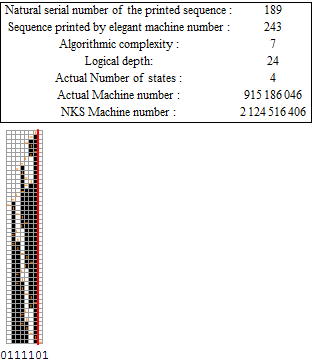 Natural serial number of the printed sequence : 189
Sequence printed by elegant machine number : 243
Algorithmic complexity : 7
Logical depth: 24
Actual Number of states : 4
Actual Machine number : 915 186 046
NKS Machine number : 2 124 516 406
0111101